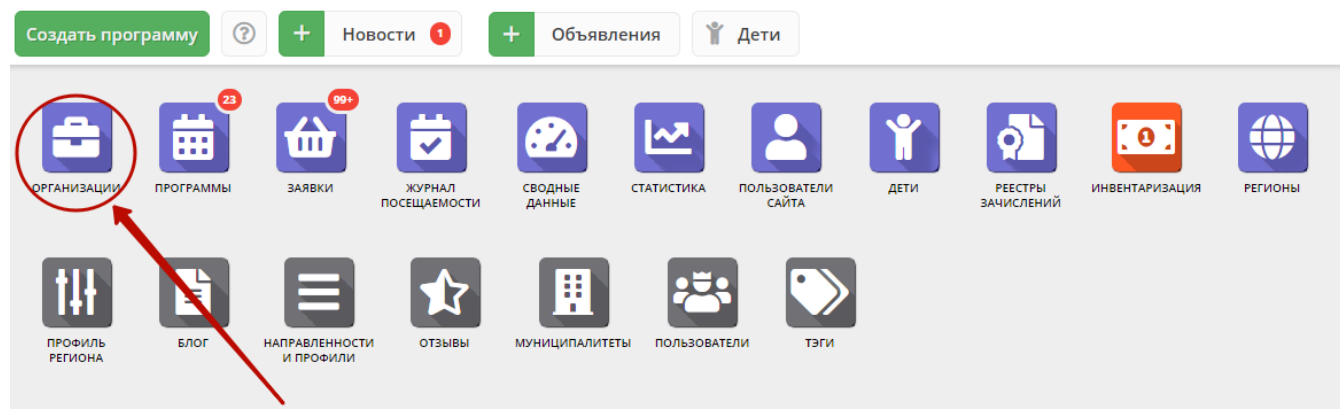 Создать программу
?
+ Новости 1
+ Объявления
Дети
23
99+
1
ОРГАНИЗАЦИИ
ПРОГРАММЫ
ЗАЯВКИ
ЖУРНАЛ
ПОСЕЩАЕМОСТИ
СВОДНЫЕ
ДАННЫЕ
СТАТИСТИКА
ПОЛЬЗОВАТЕЛИ
САЙТА
ДЕТИ
РЕЕСТРЫ
ЗАЧИСЛЕНИЙ
ИНВЕНТАРИЗАЦИЯ
РЕГИОНЫ
ПРОФИЛЬ
РЕГИОНА
БЛОГ
НАПРАВЛЕННОСТИ
И ПРОФИЛИ
ОТЗЫВЫ
МУНИЦИПАЛИТЕТЫ
ПОЛЬЗОВАТЕЛИ
ТЭГИ